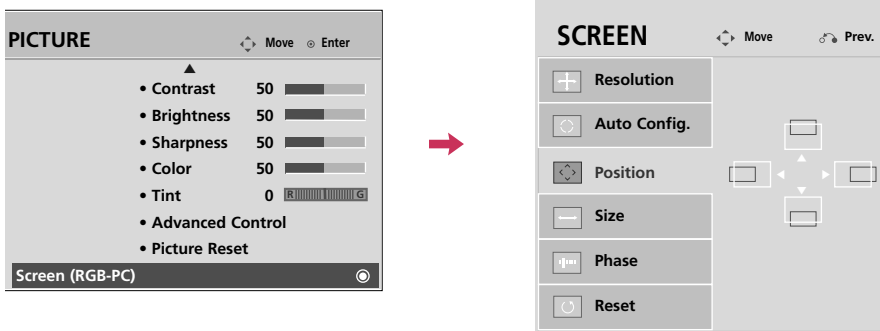 PICTURE
Move Enter
• Contrast 50
• Brightness 50
• Sharpness 50
• Color 50
• Tint 0 R G
• Advanced Control
• Picture Reset
Screen (RGB-PC)
SCREEN
Move Prev.
Resolution
Auto Config.
Position
Size
Phase
Reset